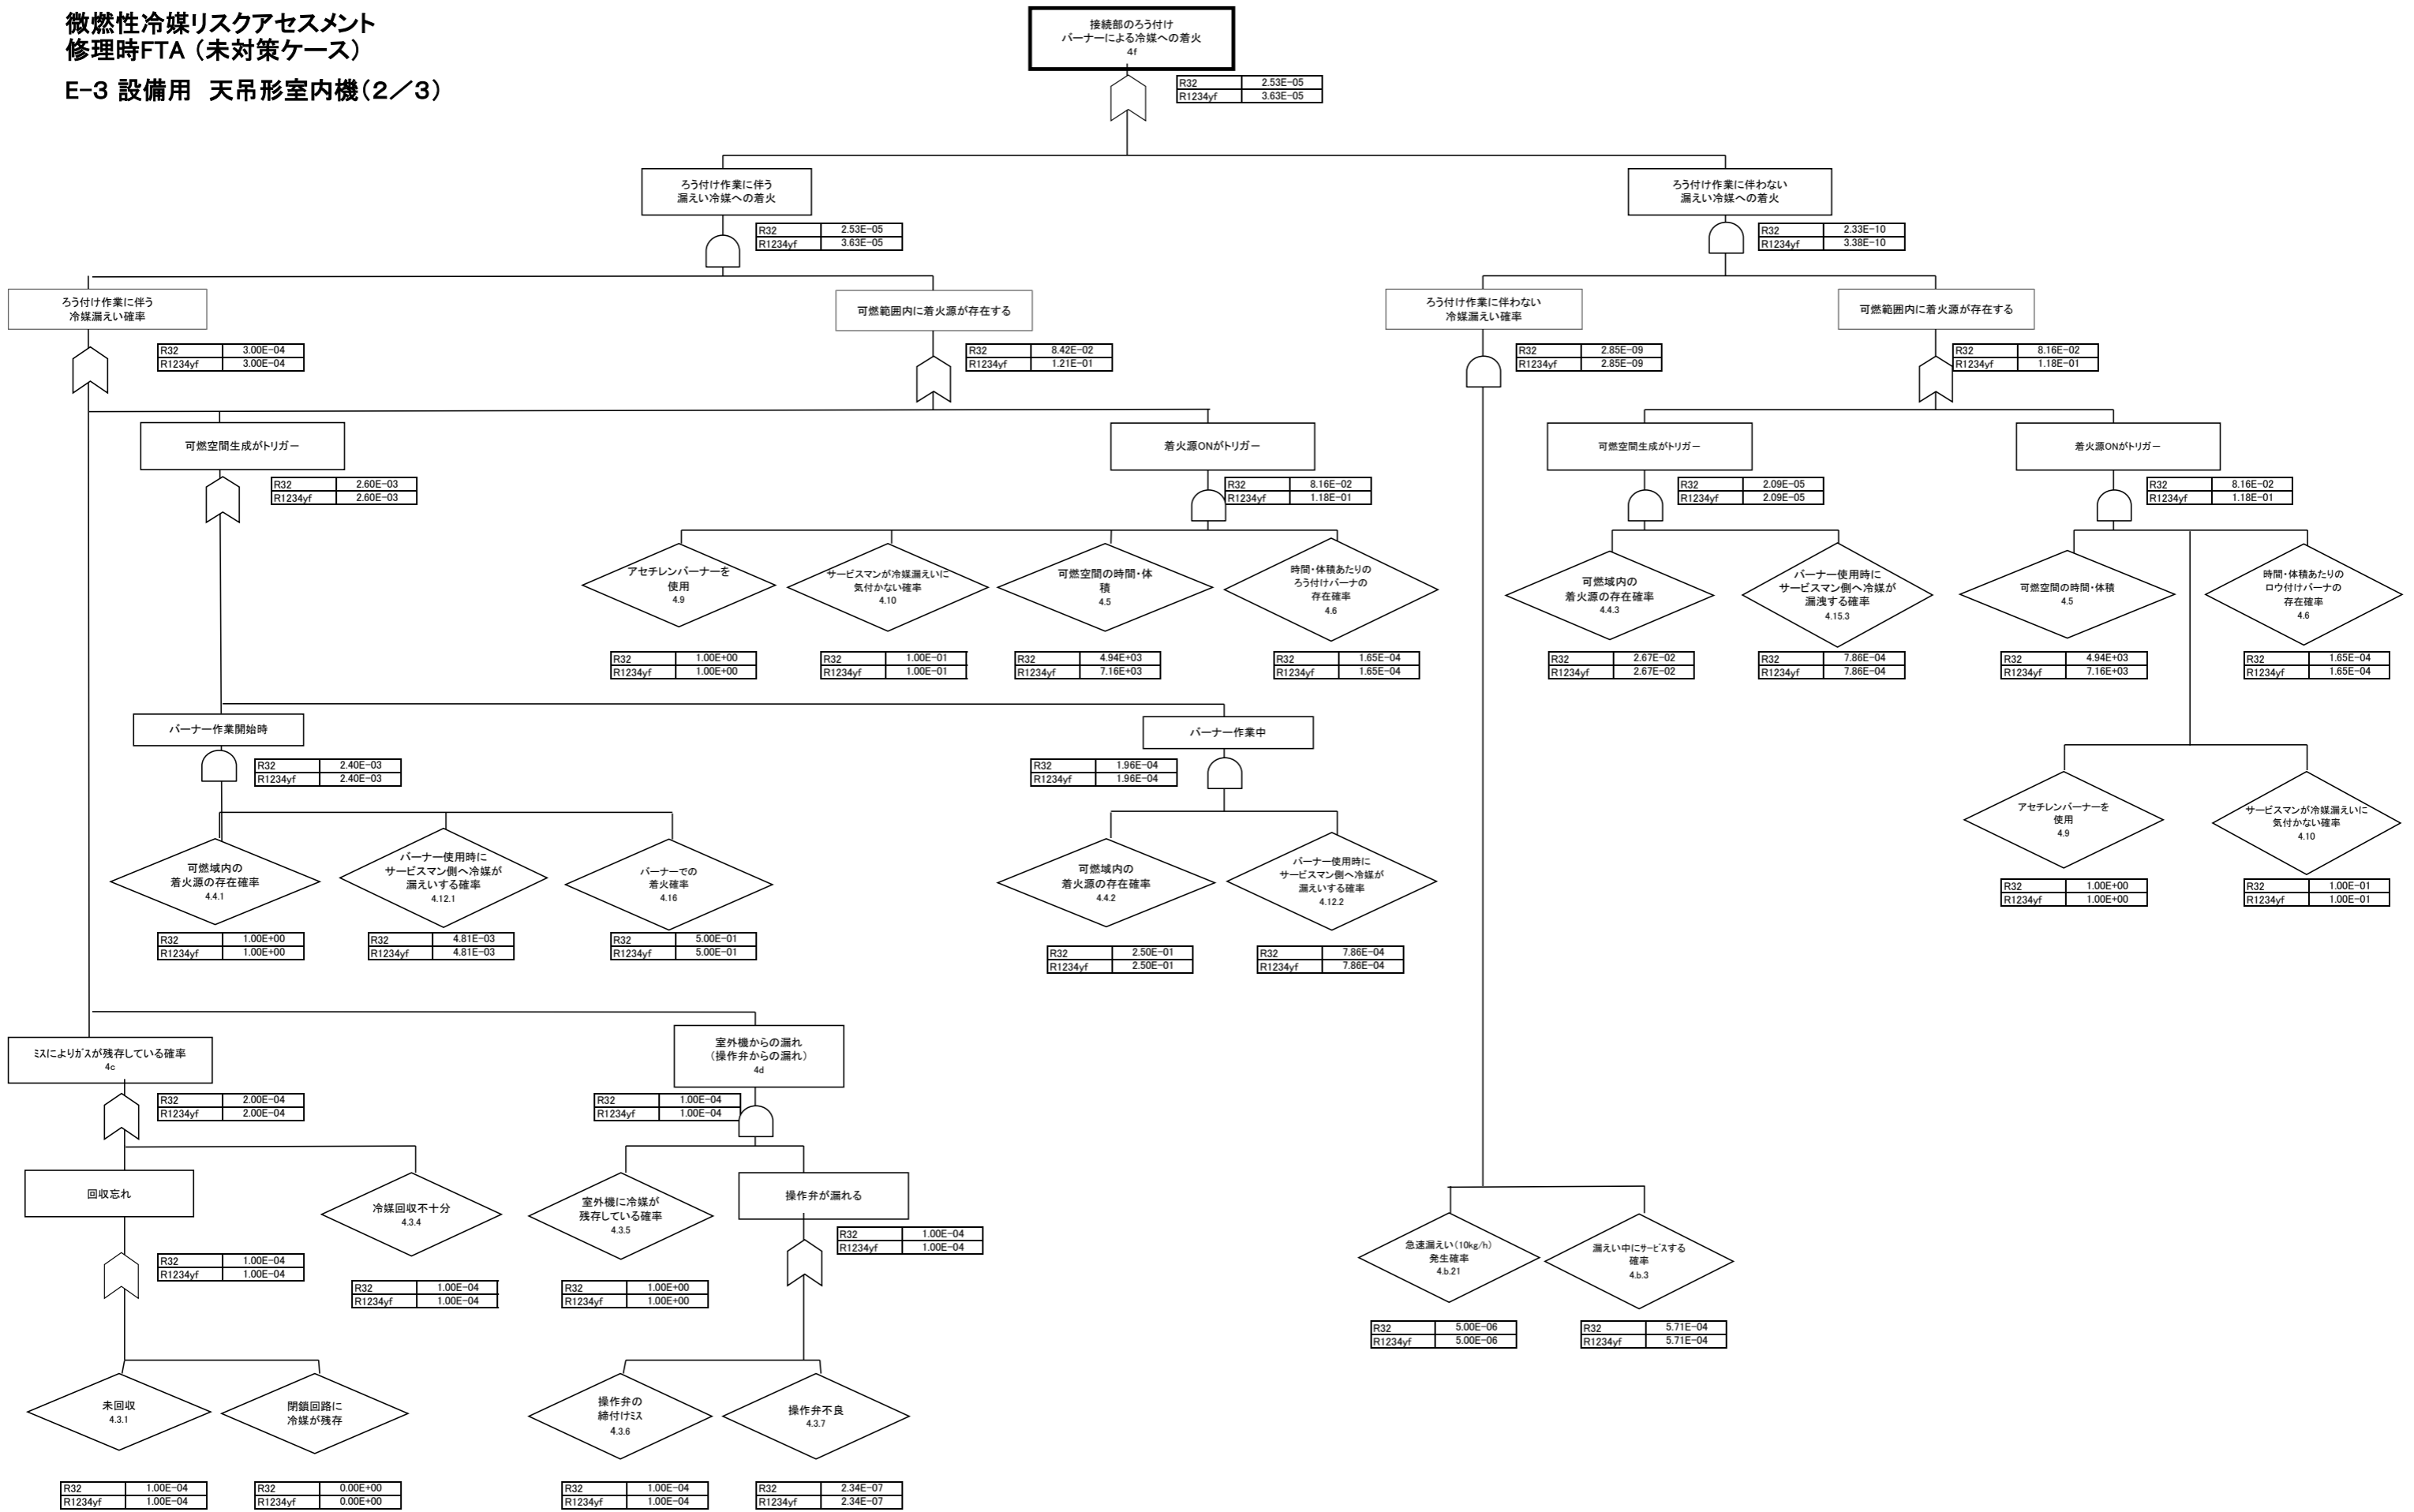 微燃性冷媒リスクアセスメント
修理時FTA（未対策ケース）
E-3 設備用　天吊形室内機（2／3）
接続部のろう付け
バーナーによる冷媒への着火
4f
R32 2.53E-05
R1234yf 3.63E-05
ろう付け作業に伴う
漏えい冷媒への着火
R32 2.53E-05
R1234yf 3.63E-05
ろう付け作業に伴わない
漏えい冷媒への着火
R32 2.33E-10
R1234yf 3.38E-10
ろう付け作業に伴う
冷媒漏えい確率
R32 3.00E-04
R1234yf 3.00E-04
可燃範囲内に着火源が存在する
R32 8.42E-02
R1234yf 1.21E-01
ろう付け作業に伴わない
冷媒漏えい確率
R32 2.85E-09
R1234yf 2.85E-09
可燃範囲内に着火源が存在する
R32 8.16E-02
R1234yf 1.18E-01
可燃空間生成がトリガー
R32 2.60E-03
R1234yf 2.60E-03
着火源ONがトリガー
R32 8.16E-02
R1234yf 1.18E-01
可燃空間生成がトリガー
R32 2.09E-05
R1234yf 2.09E-05
着火源ONがトリガー
R32 8.16E-02
R1234yf 1.18E-01
アセチレンバーナーを
使用
4.9
R32 1.00E+00
R1234yf 1.00E+00
サービスマンが冷媒漏えいに
気付かない確率
4.10
R32 1.00E-01
R1234yf 1.00E-01
可燃空間の時間・体
積
4.5
R32 4.94E+03
R1234yf 7.16E+03
時間・体積あたりの
ろう付けバーナの
存在確率
4.6
R32 1.65E-04
R1234yf 1.65E-04
可燃域内の
着火源の存在確率
4.4.3
R32 2.67E-02
R1234yf 2.67E-02
バーナー使用時に
サービスマン側へ冷媒が
漏洩する確率
4.15.3
R32 7.86E-04
R1234yf 7.86E-04
可燃空間の時間・体積
4.5
R32 4.94E+03
R1234yf 7.16E+03
時間・体積あたりの
ロウ付けバーナの
存在確率
4.6
R32 1.65E-04
R1234yf 1.65E-04
バーナー作業開始時
R32 2.40E-03
R1234yf 2.40E-03
バーナー作業中
R32 1.96E-04
R1234yf 1.96E-04
可燃域内の
着火源の存在確率
4.4.1
R32 1.00E+00
R1234yf 1.00E+00
バーナー使用時に
サービスマン側へ冷媒が
漏えいする確率
4.12.1
R32 4.81E-03
R1234yf 4.81E-03
バーナーでの
着火確率
4.16
R32 5.00E-01
R1234yf 5.00E-01
可燃域内の
着火源の存在確率
4.4.2
R32 2.50E-01
R1234yf 2.50E-01
バーナー使用時に
サービスマン側へ冷媒が
漏えいする確率
4.12.2
R32 7.86E-04
R1234yf 7.86E-04
アセチレンバーナーを
使用
4.9
R32 1.00E+00
R1234yf 1.00E+00
サービスマンが冷媒漏えいに
気付かない確率
4.10
R32 1.00E-01
R1234yf 1.00E-01
ﾐｽによりｶﾞｽが残存している確率
4c
R32 2.00E-04
R1234yf 2.00E-04
室外機からの漏れ
（操作弁からの漏れ）
4d
R32 1.00E-04
R1234yf 1.00E-04
回収忘れ
R32 1.00E-04
R1234yf 1.00E-04
冷媒回収不十分
4.3.4
R32 1.00E-04
R1234yf 1.00E-04
室外機に冷媒が
残存している確率
4.3.5
R32 1.00E+00
R1234yf 1.00E+00
操作弁が漏れる
R32 1.00E-04
R1234yf 1.00E-04
急速漏えい（10kg/h）
発生確率
4.b.21
R32 5.00E-06
R1234yf 5.00E-06
漏えい中にｻｰﾋﾞｽする
確率
4.b.3
R32 5.71E-04
R1234yf 5.71E-04
未回収
4.3.1
R32 1.00E-04
R1234yf 1.00E-04
閉鎖回路に
冷媒が残存
R32 0.00E+00
R1234yf 0.00E+00
操作弁の
締付けﾐｽ
4.3.6
R32 1.00E-04
R1234yf 1.00E-04
操作弁不良
4.3.7
R32 2.34E-07
R1234yf 2.34E-07